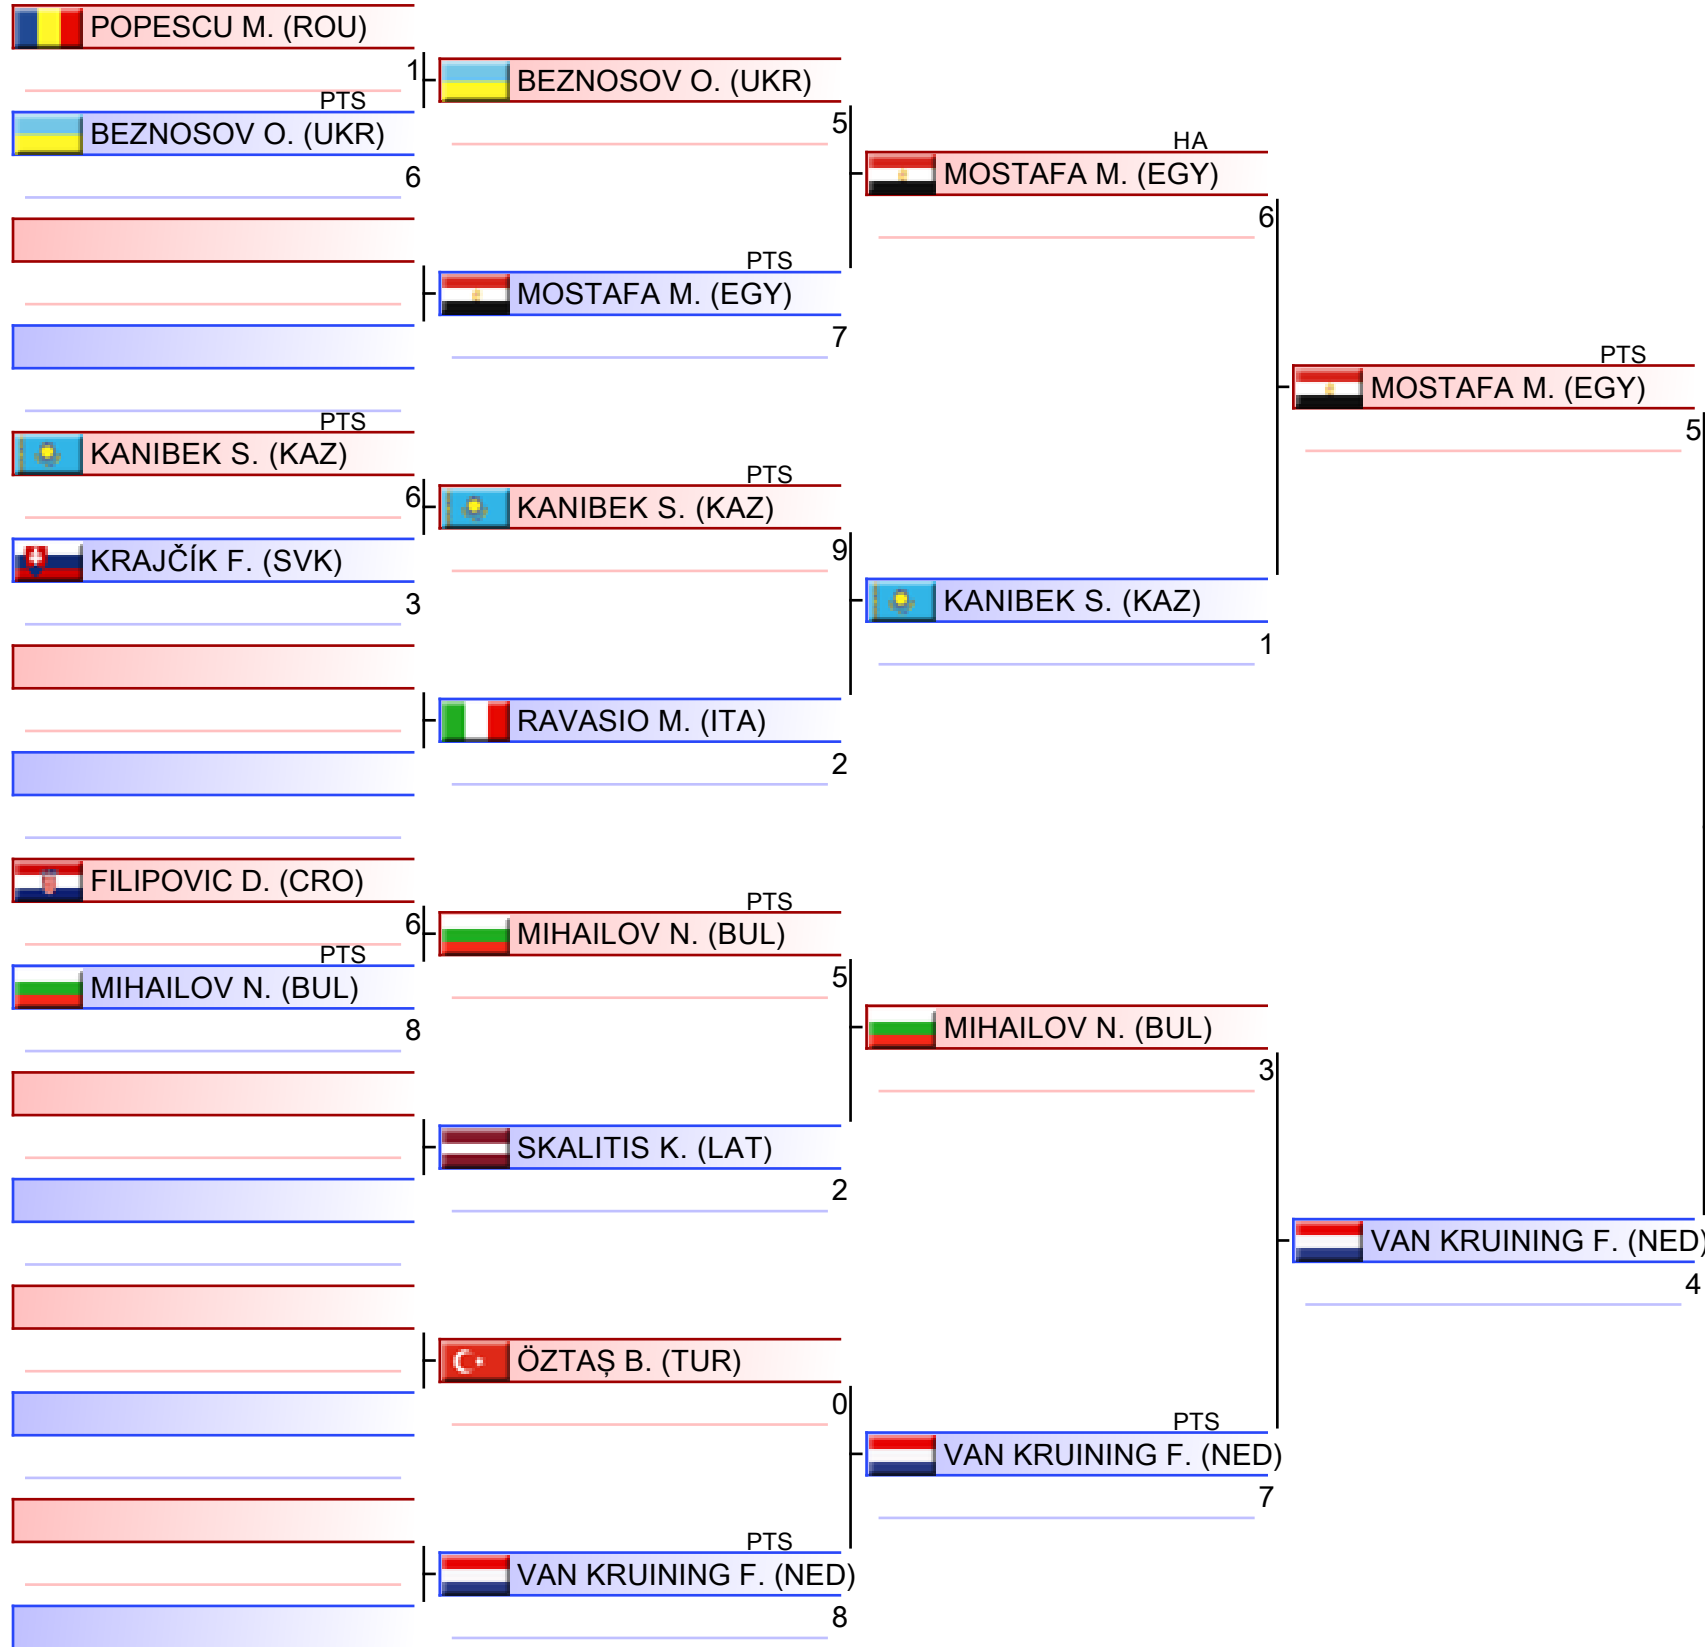 POPESCU M. (ROU)
1
PTS
BEZNOSOV O. (UKR)
6
PTS
KANIBEK S. (KAZ)
6
KRAJČÍK F. (SVK)
3
FILIPOVIC D. (CRO)
6
PTS
MIHAILOV N. (BUL)
8
BEZNOSOV O. (UKR)
5
PTS
MOSTAFA M. (EGY)
7
PTS
KANIBEK S. (KAZ)
9
RAVASIO M. (ITA)
2
PTS
MIHAILOV N. (BUL)
5
SKALITIS K. (LAT)
2
ÖZTAŞ B. (TUR)
0
PTS
VAN KRUINING F. (NED)
8
HA
MOSTAFA M. (EGY)
6
KANIBEK S. (KAZ)
1
MIHAILOV N. (BUL)
3
PTS
VAN KRUINING F. (NED)
7
PTS
MOSTAFA M. (EGY)
5
VAN KRUINING F. (NED)
4